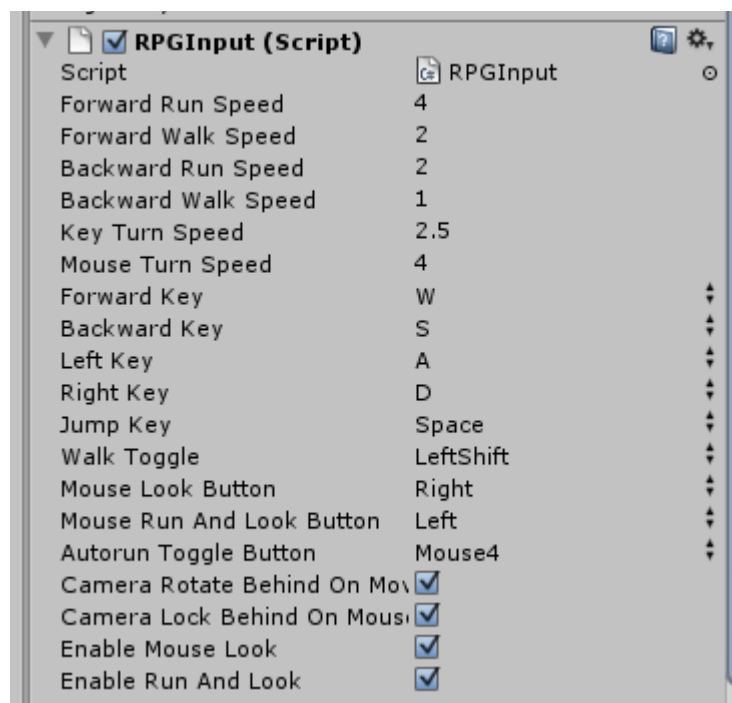 RPGInput (Script)
Script RPGInput
Forward Run Speed 4
Forward Walk Speed 2
Backward Run Speed 2
Backward Walk Speed 1
Key Turn Speed 2.5
Mouse Turn Speed 4
Forward Key W
Backward Key S
Left Key A
Right Key D
Jump Key Space
Walk Toggle LeftShift
Mouse Look Button Right
Mouse Run And Look Button Left
Autorun Toggle Button Mouse4
Camera Rotate Behind On Mov
Camera Lock Behind On Mous
Enable Mouse Look
Enable Run And Look